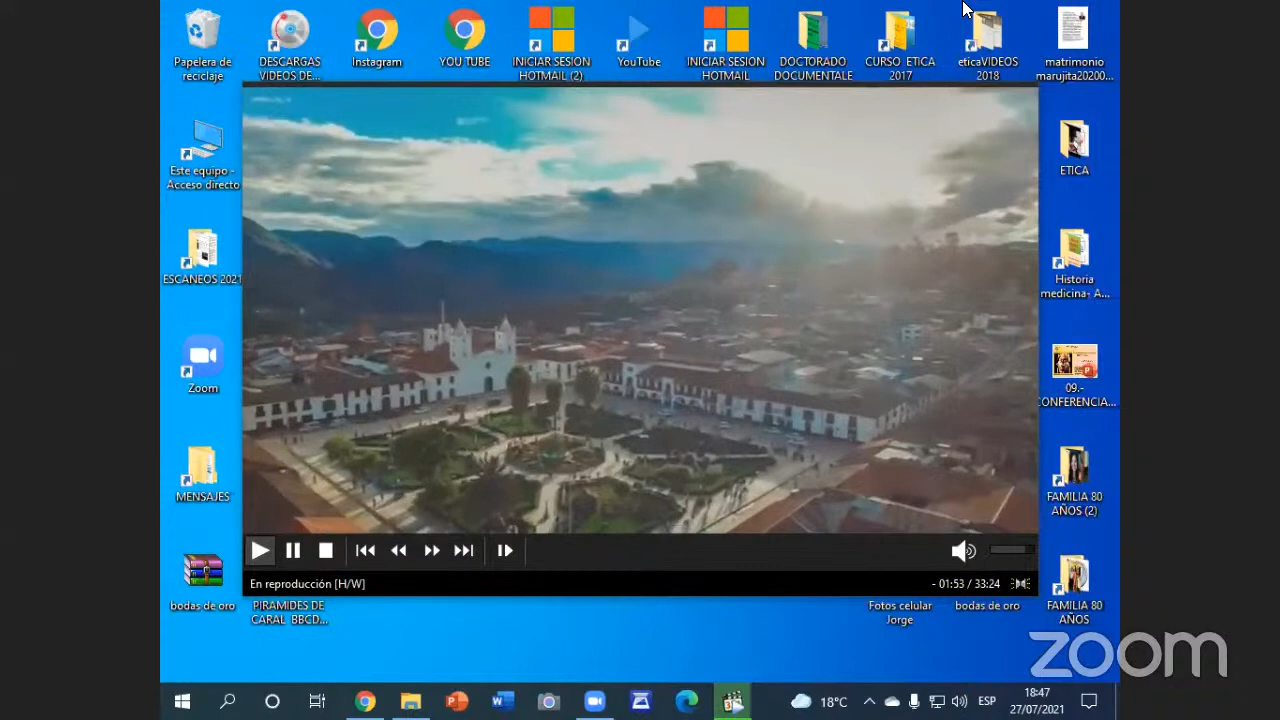 Papelera de
reciclaje
DESCARGAS
VIDEOS DE...
Instagram
YOU TUBE
INICIAR SESION
HOTMAIL (2)
YouTube
INICIAR SESION
HOTMAIL
DOCTORADO
DOCUMENTALE
CURSO ETICA
2017
eticaVIDEOS
2018
matrimonio
marujita20200...
Este equipo -
Acceso directo
ETICA
ESCANEOS 2021
Historia
medicina- A...
Zoom
09.-
CONFERENCIA...
MENSAJES
FAMILIA 80
AÑOS (2)
En reproducción [H/W]
- 01:53 / 33:24
bodas de oro
PIRAMIDES DE
CARAL BBCD...
Fotos celular
Jorge
bodas de oro
FAMILIA 80
AÑOS
zoom
18°C
ESP
18:47
27/07/2021